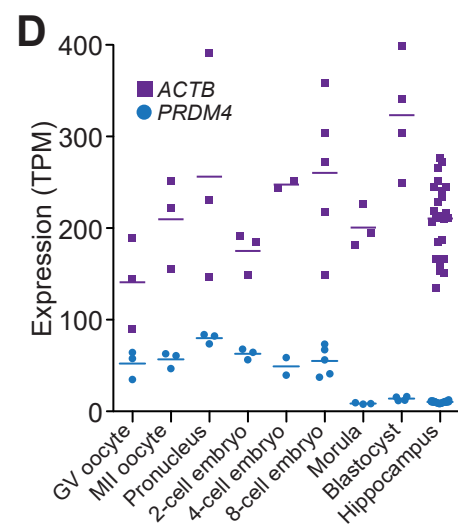 D
Expression (TPM)
400
300
200
100
0
ACTB
PRDM4
GV oocyte
MII oocyte
Pronucleus
2-cell embryo
4-cell embryo
8-cell embryo
Morula
Blastocyst
Hippocampus